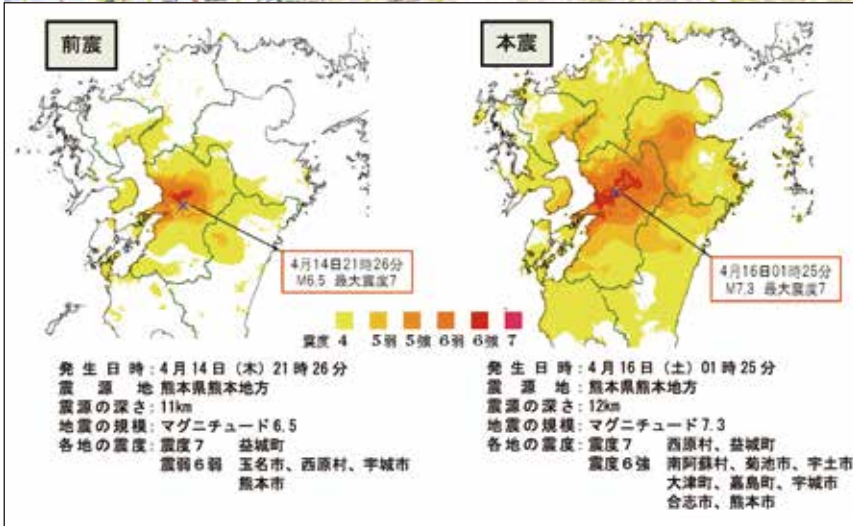 前震
4月14日21時26分
M6.5 最大震度7
本震
4月16日01時25分
M7.3 最大震度7
震度 4 5弱 5強 6弱 6強 7
発生日時：4月14日（木）21時26分
震源地 熊本県熊本地方
震源の深さ：11km
地震の規模：マグニチュード6.5
各地の震度：震度7 益城町
震弱6弱 玉名市、西原村、宇城市
熊本市
発生日時：4月16日（土）01時25分
震源地：熊本県熊本地方
震源の深さ：12km
地震の規模：マグニチュード7.3
各地の震度：震度7 西原村、益城町
震度6強 南阿蘇村、菊池市、宇土市
大津町、嘉島町、宇城市
合志市、熊本市